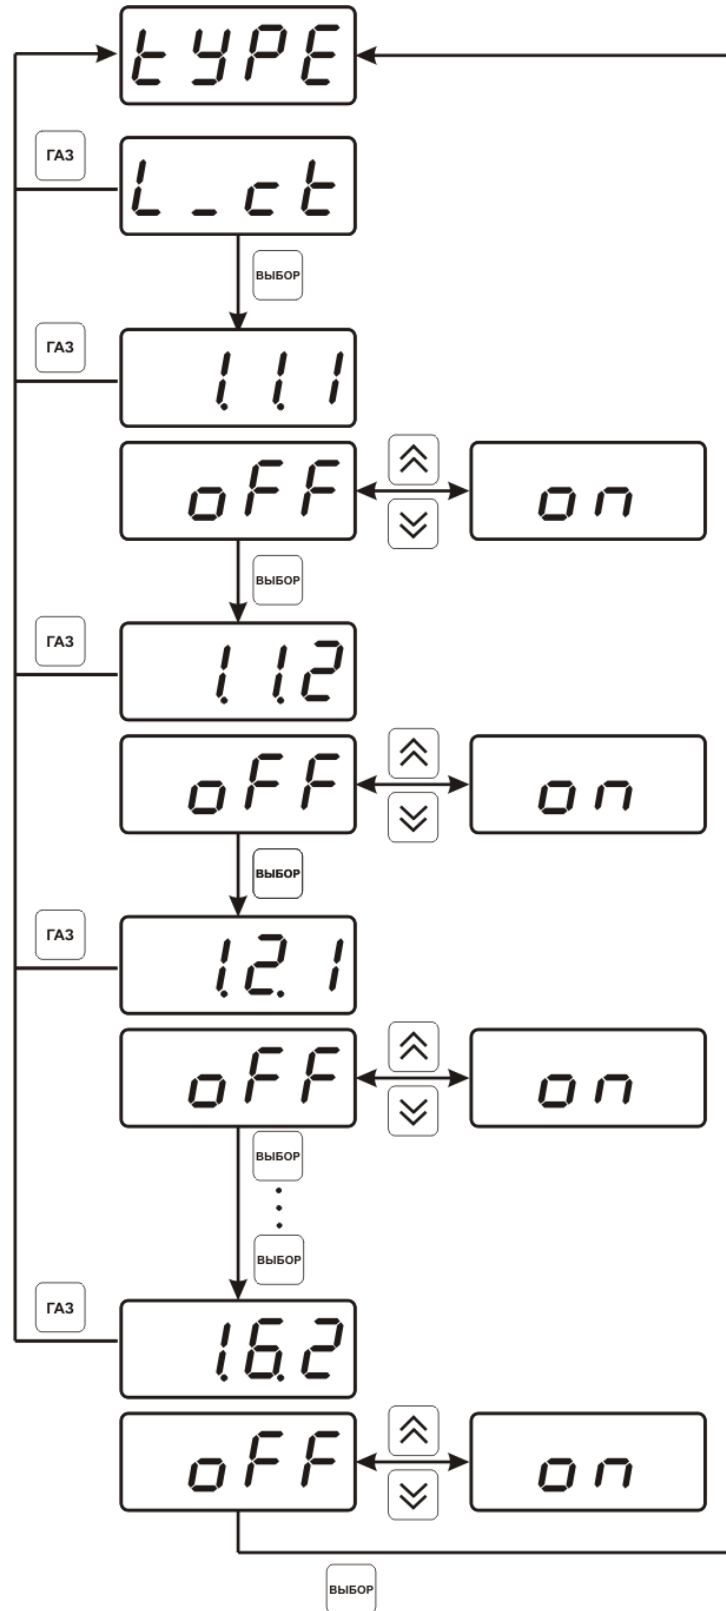 tYPE
ГАЗ
L_ct
ВЫБОР
ГАЗ
1.1.1
oFF
on
ВЫБОР
ГАЗ
1.1.2
oFF
on
ВЫБОР
ГАЗ
1.2.1
oFF
on
ВЫБОР
ВЫБОР
ГАЗ
1.6.2
oFF
on
ВЫБОР